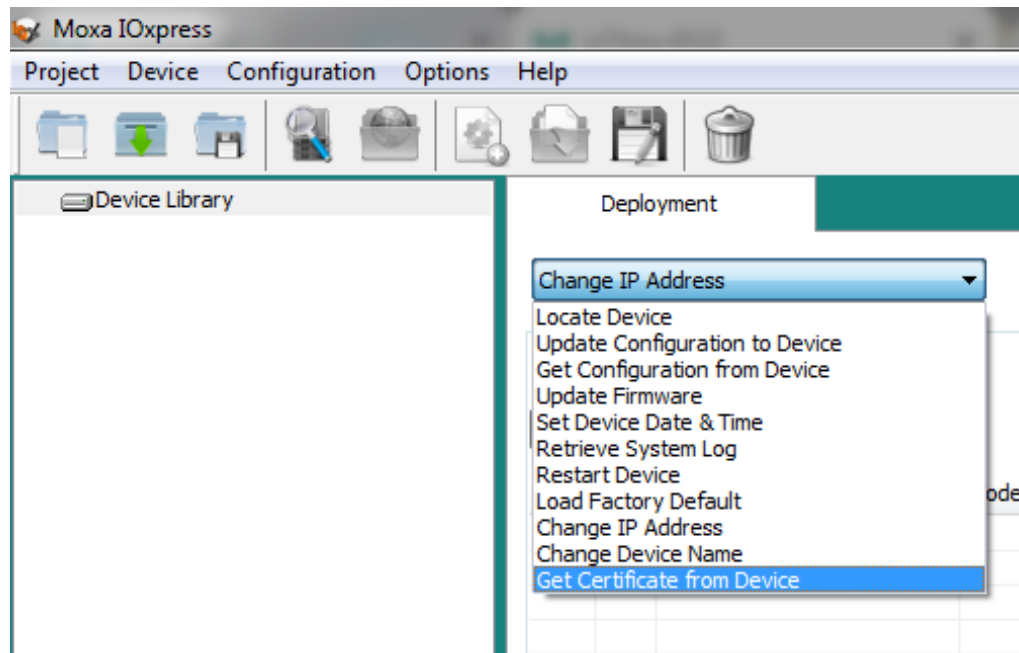 Moxa IOxpress
Project Device Configuration Options Help
Device Library
Deployment
Change IP Address
Locate Device
Update Configuration to Device
Get Configuration from Device
Update Firmware
Set Device Date & Time
Retrieve System Log
Restart Device
Load Factory Default
Change IP Address
Change Device Name
Get Certificate from Device